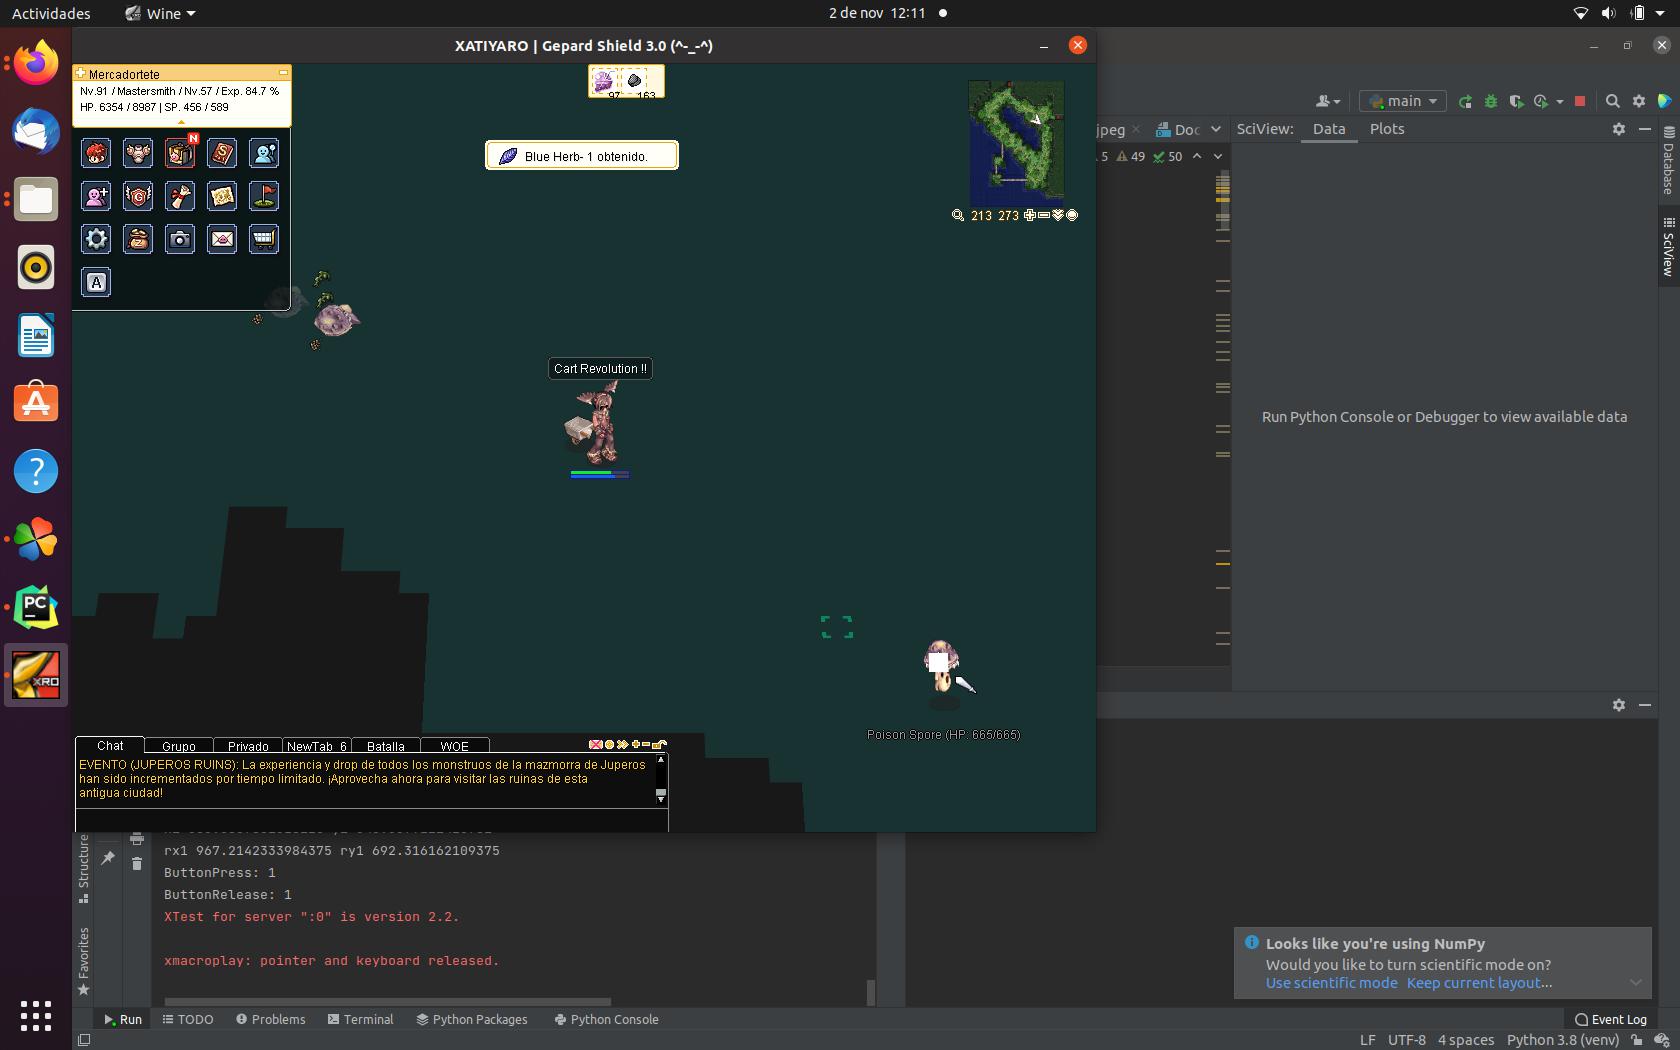 Actividades
Wine
2 de nov 12:11
XATIYARO | Gepard Shield 3.0 (^-_-^)
Mercadortete
Nv.91 / Mastersmith / Nv.57 / Exp. 84.7 %
HP. 6354 / 8987 | SP. 456 / 589
97 163
N
A
Blue Herb- 1 obtenido.
213 273
Cart Revolution !!
Poison Spore (HP: 665/665)
Chat Grupo Privado NewTab_6 Batalla WOE
EVENTO (JUPEROS RUINS): La experiencia y drop de todos los monstruos de la mazmorra de Juperos
han sido incrementados por tiempo limitado. ¡Aprovecha ahora para visitar las ruinas de esta
antigua ciudad!
main
jpeg Doc
SciView: Data Plots
5 49 50
Database
SciView
Run Python Console or Debugger to view available data
PC
XRO
Structure
Favorites
rx1 967.2142333984375 ry1 692.316162109375
ButtonPress: 1
ButtonRelease: 1
XTest for server ":0" is version 2.2.
xmacroplay: pointer and keyboard released.
Looks like you're using NumPy
Would you like to turn scientific mode on?
Use scientific mode Keep current layout...
Run TODO Problems Terminal Python Packages Python Console
Event Log
LF UTF-8 4 spaces Python 3.8 (venv)